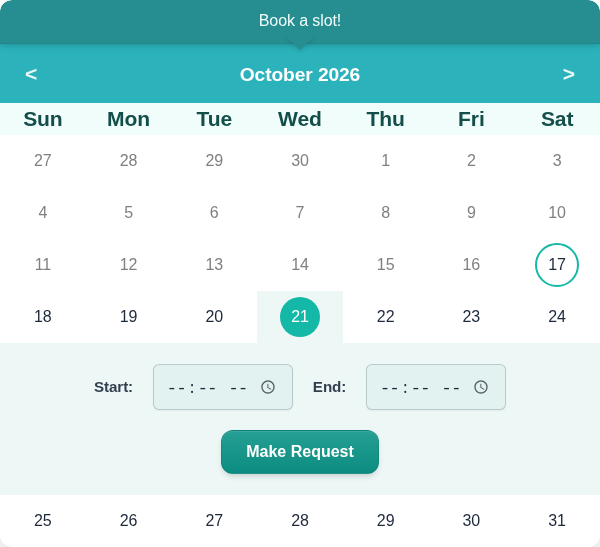 Book a slot!
< October 2026 >
Sun Mon Tue Wed Thu Fri Sat
27 28 29 30 1 2 3
4 5 6 7 8 9 10
11 12 13 14 15 16 17
18 19 20 21 22 23 24
Start: --:-- -- End: --:-- --
Make Request
25 26 27 28 29 30 31